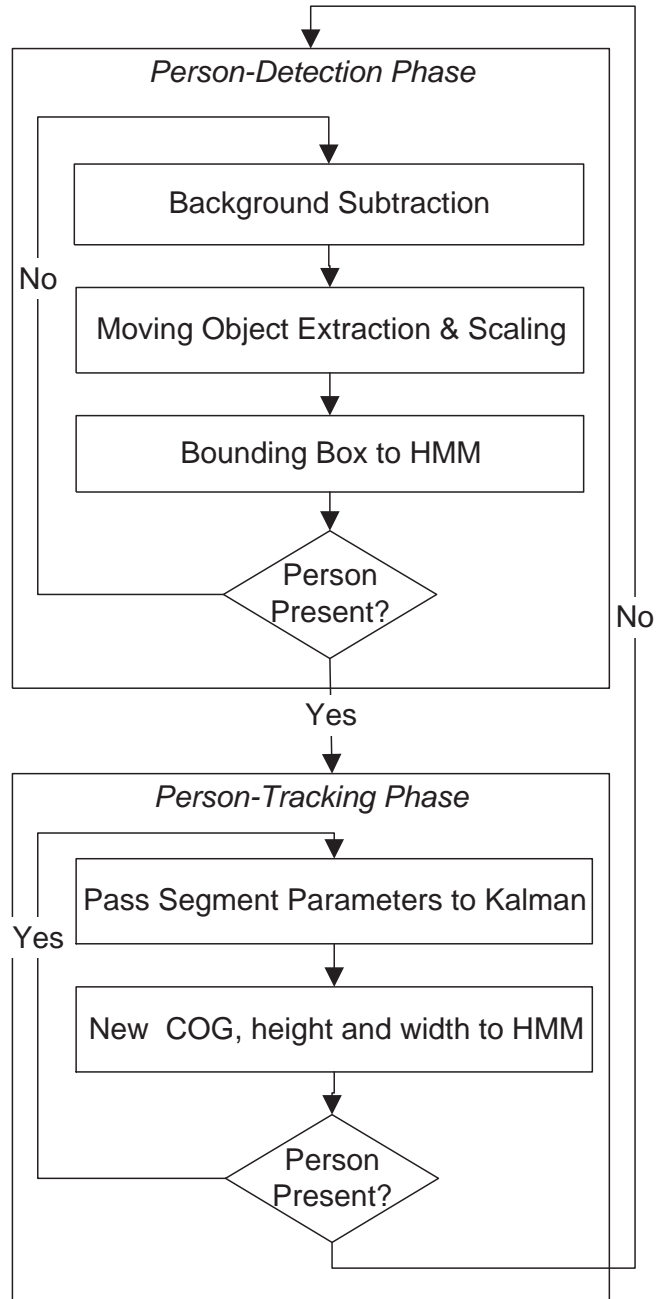 Person-Detection Phase
Background Subtraction
No
Moving Object Extraction & Scaling
Bounding Box to HMM
Person
Present?
No
Yes
Person-Tracking Phase
Pass Segment Parameters to Kalman
Yes
New COG, height and width to HMM
Person
Present?